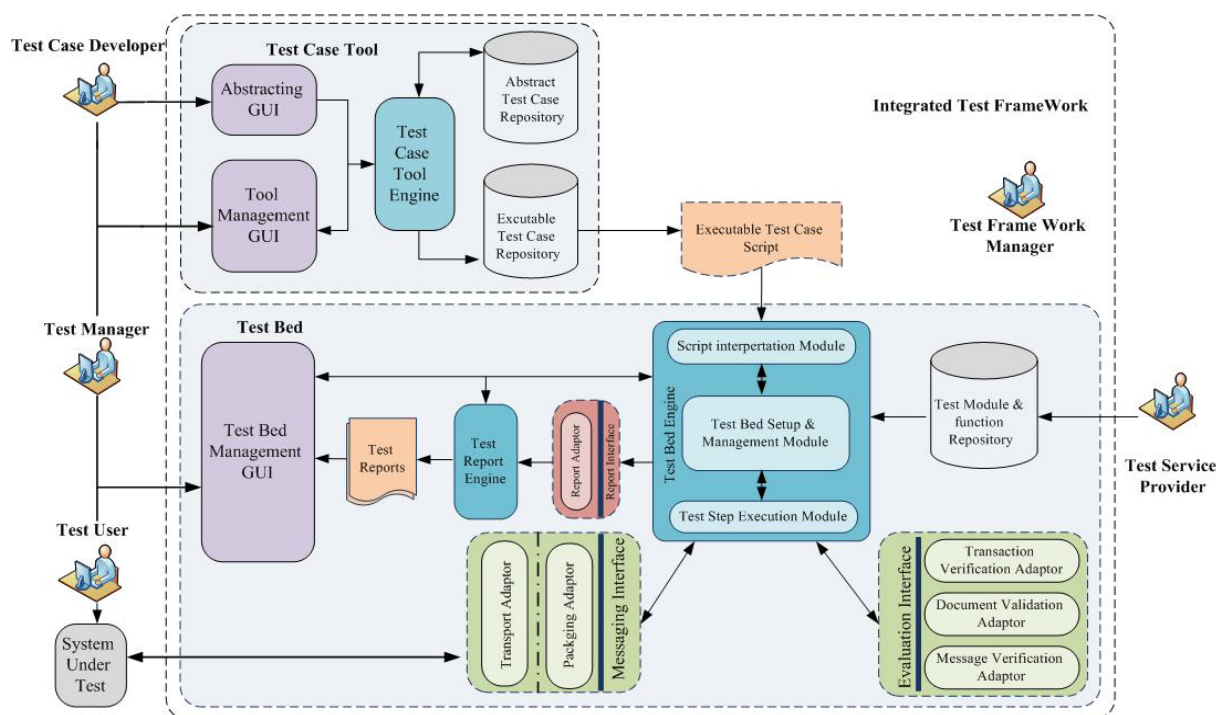 Test Case Developer
Test Case Tool
Abstracting
GUI
Tool
Management
GUI
Test
Case
Tool
Engine
Abstract
Test Case
Repository
Excutable
Test Case
Repository
Integrated Test FrameWork
Executable Test Case
Script
Test Frame Work
Manager
Test Manager
Test Bed
Test Bed
Management
GUI
Test
Reports
Test
Report
Engine
Report Adaptor
Report Interface
Test Bed Engine
Script interpertation Module
Test Bed Setup &
Management Module
Test Step Execution Module
Test Module &
function
Repository
Test Service
Provider
Test User
System
Under
Test
Transport Adaptor
Packging Adaptor
Messaging Interface
Evaluation Interface
Transaction
Verification Adaptor
Document Validation
Adaptor
Message Verification
Adaptor